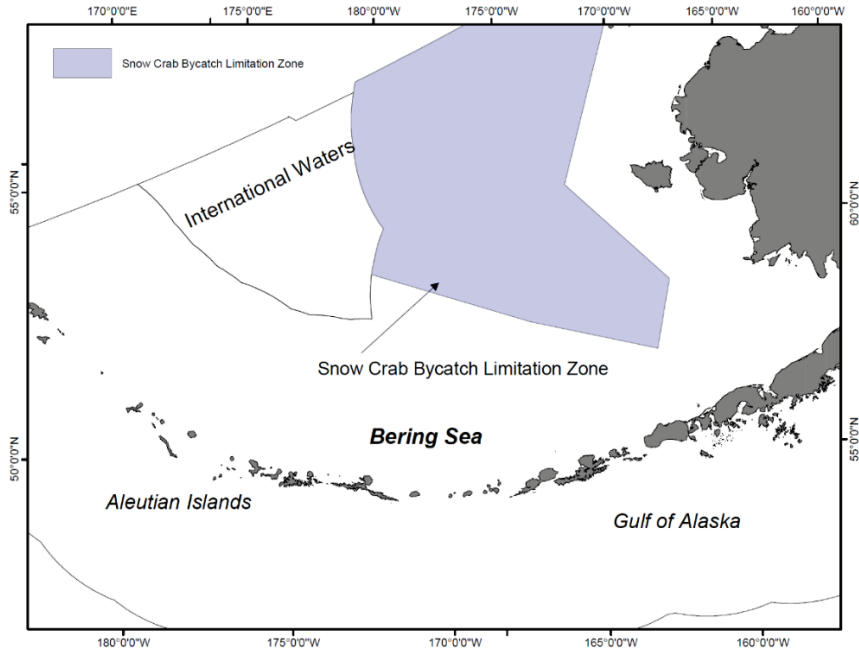 170°0'0"E 175°0'0"E 180°0'0" 175°0'0"W 170°0'0"W 165°0'0"W 160°0'0"W
Snow Crab Bycatch Limitation Zone
International Waters
55°0'0"N
60°0'0"N
Snow Crab Bycatch Limitation Zone
Bering Sea
55°0'0"N
50°0'0"N
Aleutian Islands
Gulf of Alaska
180°0'0"W 175°0'0"W 170°0'0"W 165°0'0"W 160°0'0"W